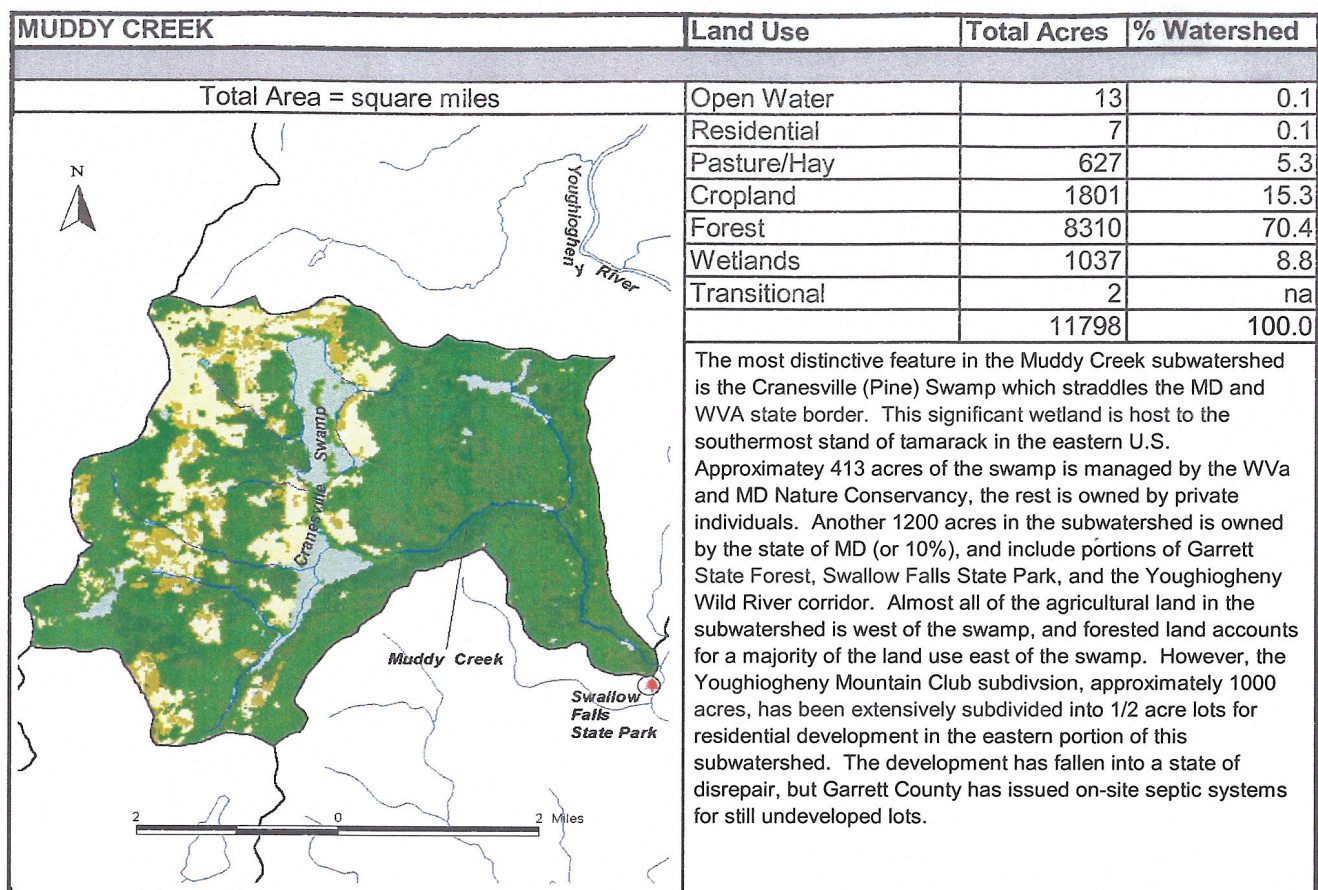 MUDDY CREEK
Land Use Total Acres % Watershed
Total Area = square miles
Open Water 13 0.1
Residential 7 0.1
Pasture/Hay 627 5.3
Cropland 1801 15.3
Forest 8310 70.4
Wetlands 1037 8.8
Transitional 2 na
11798 100.0
N
Youghioghen
y River
Cranesville Swamp
Muddy Creek
Swallow
Falls
State Park
2 0 2 Miles
The most distinctive feature in the Muddy Creek subwatershed
is the Cranesville (Pine) Swamp which straddles the MD and
WVA state border. This significant wetland is host to the
southermost stand of tamarack in the eastern U.S.
Approximatey 413 acres of the swamp is managed by the WVa
and MD Nature Conservancy, the rest is owned by private
individuals. Another 1200 acres in the subwatershed is owned
by the state of MD (or 10%), and include portions of Garrett
State Forest, Swallow Falls State Park, and the Youghiogheny
Wild River corridor. Almost all of the agricultural land in the
subwatershed is west of the swamp, and forested land accounts
for a majority of the land use east of the swamp. However, the
Youghiogheny Mountain Club subdivsion, approximately 1000
acres, has been extensively subdivided into 1/2 acre lots for
residential development in the eastern portion of this
subwatershed. The development has fallen into a state of
disrepair, but Garrett County has issued on-site septic systems
for still undeveloped lots.